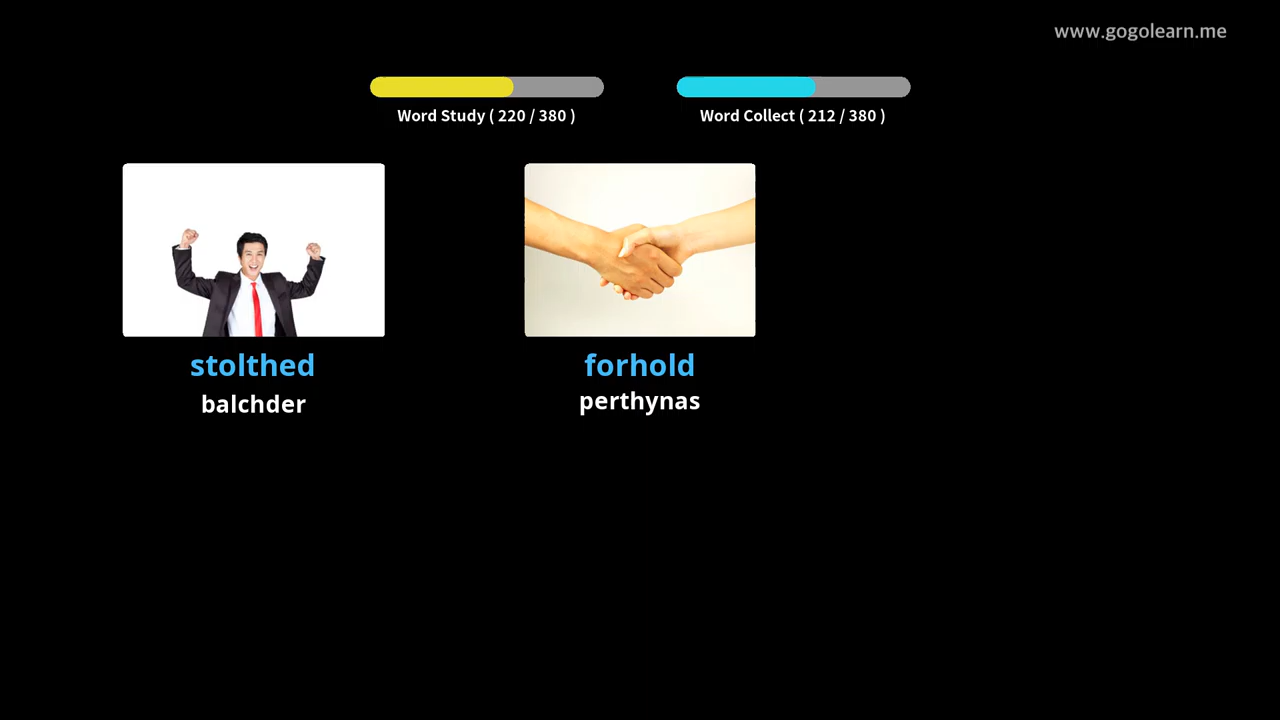 www.gogolearn.me
Word Study ( 220 / 380 )
Word Collect ( 212 / 380 )
stolthed
balchder
forhold
perthynas